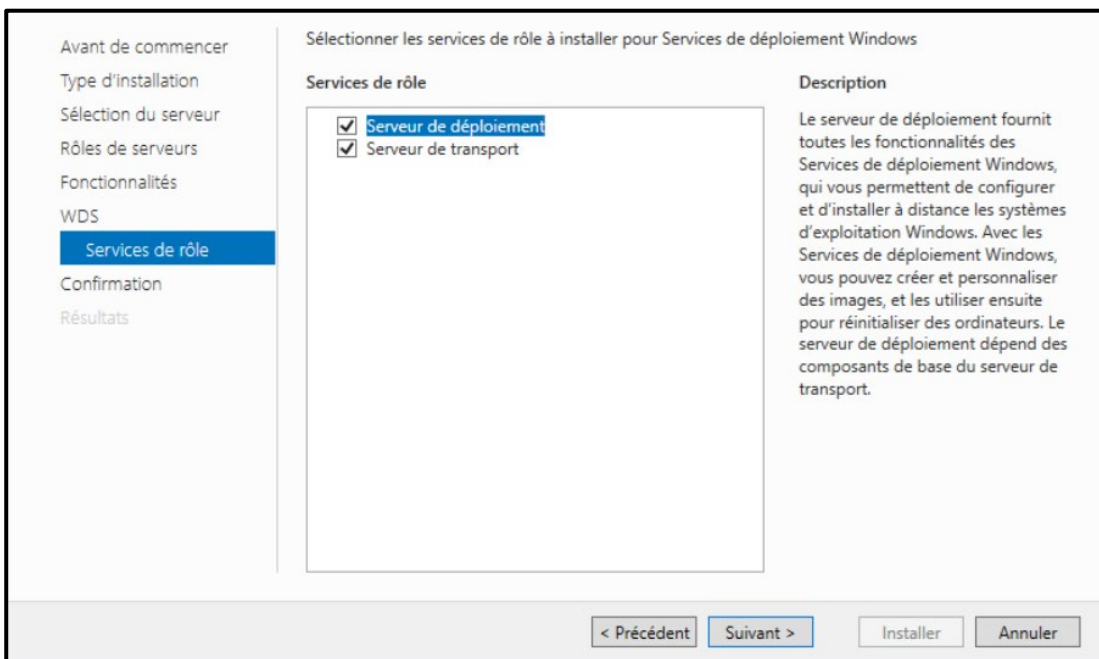 Avant de commencer
Type d'installation
Sélection du serveur
Rôles de serveurs
Fonctionnalités
WDS
Services de rôle
Confirmation
Résultats
Sélectionner les services de rôle à installer pour Services de déploiement Windows
Services de rôle
Serveur de déploiement
Serveur de transport
Description
Le serveur de déploiement fournit
toutes les fonctionnalités des
Services de déploiement Windows,
qui vous permettent de configurer
et d'installer à distance les systèmes
d'exploitation Windows. Avec les
Services de déploiement Windows,
vous pouvez créer et personnaliser
des images, et les utiliser ensuite
pour réinitialiser des ordinateurs. Le
serveur de déploiement dépend des
composants de base du serveur de
transport.
< Précédent
Suivant >
Installer
Annuler